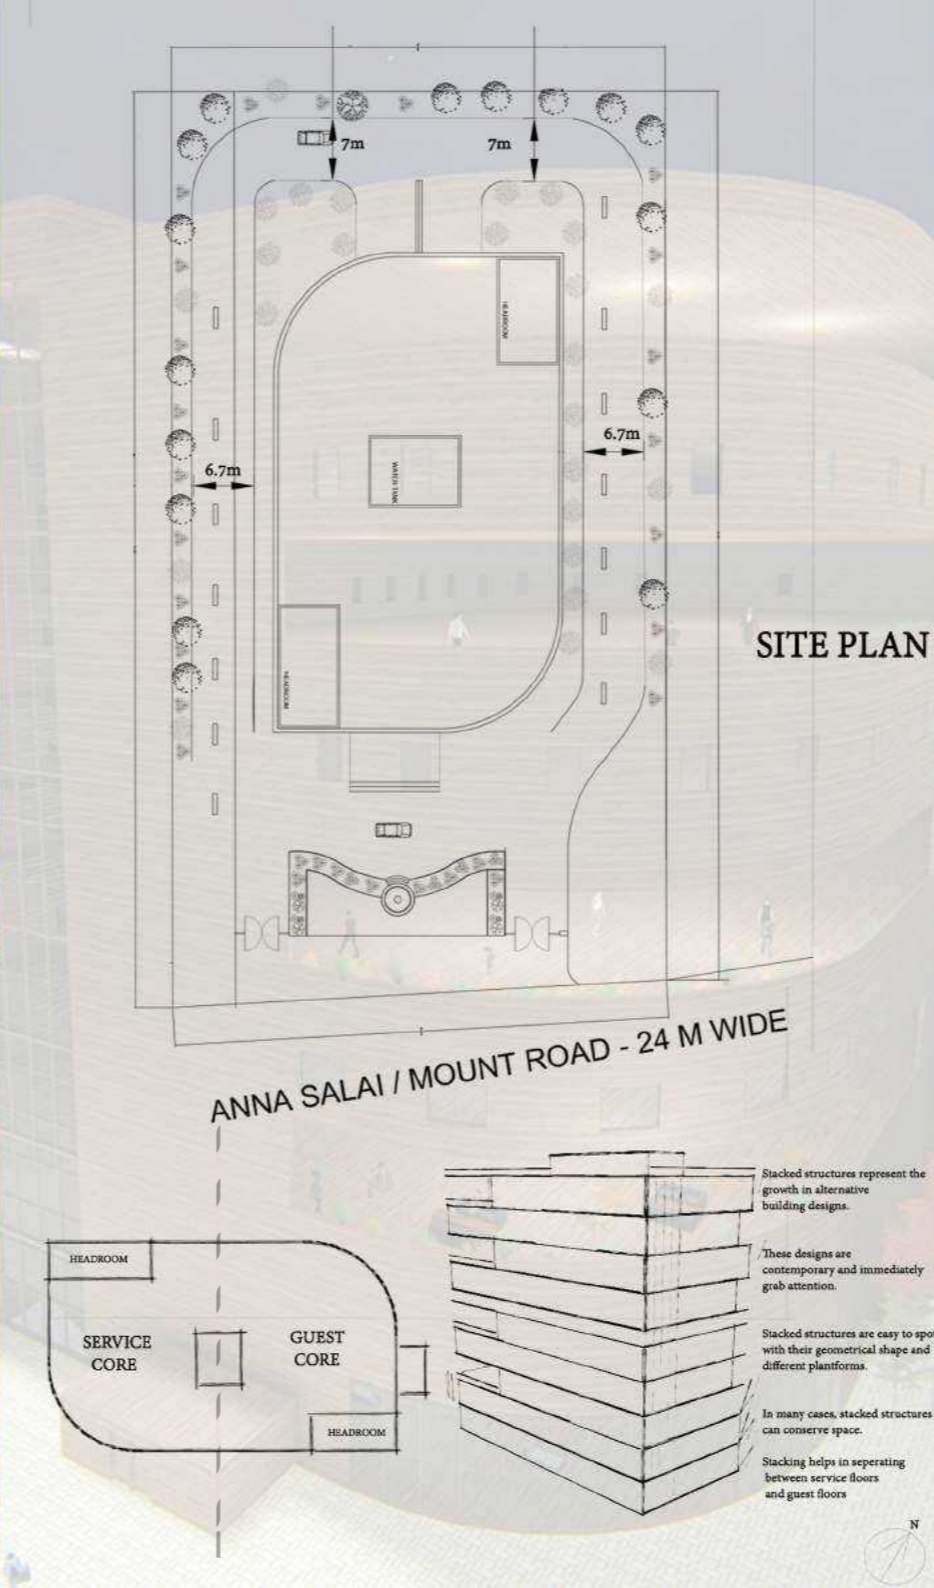 7m
7m
HEADROOM
6.7m
6.7m
WATER TANK
HEADROOM
SITE PLAN
ANNA SALAI / MOUNT ROAD - 24 M WIDE
HEADROOM
SERVICE
CORE
GUEST
CORE
HEADROOM
Stacked structures represent the
growth in alternative
building designs.
These designs are
contemporary and immediately
grab attention.
Stacked structures are easy to spot
with their geometrical shape and
different plantforms.
In many cases, stacked structures
can conserve space.
Stacking helps in seperating
between service floors
and guest floors
N